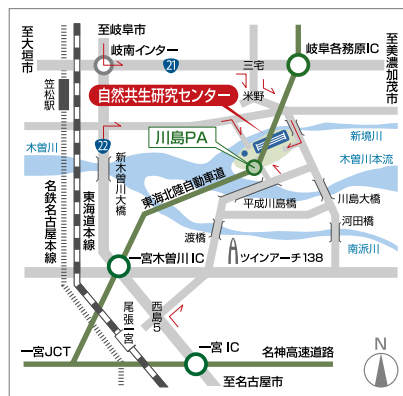 至大垣市
至岐阜市
岐南インター
21
三宅
岐阜各務原IC
至美濃加茂市
笠松駅
米野
自然共生研究センター
川島PA
新境川
木曽川
22
新木曽川大橋
木曽川本流
東海北陸自動車道
平成川島橋
川島大橋
河田橋
渡橋
名鉄名古屋本線
東海道本線
ツインアーチ138
南派川
一宮木曽川IC
尾張一宮
西島5
一宮JCT
一宮IC
名神高速道路
至名古屋市
N